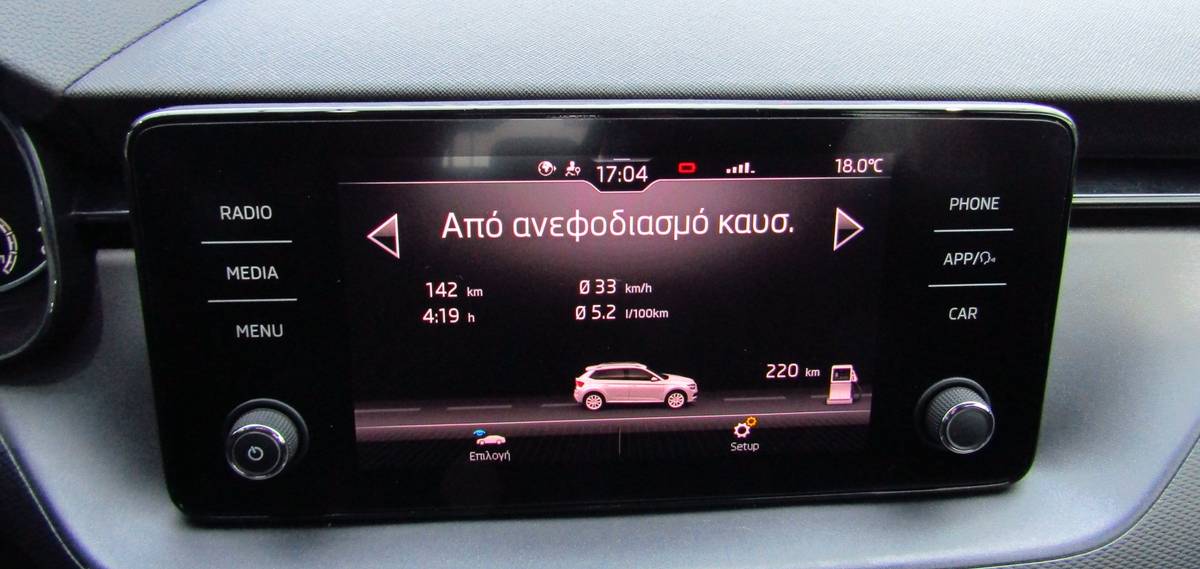 17:04
18.0°C
RADIO
MEDIA
MENU
Από ανεφοδιασμό καυσ.
142 km
4:19 h
Ø 33 km/h
Ø 5.2 l/100km
220 km
Επιλογή
Setup
PHONE
APP/
CAR